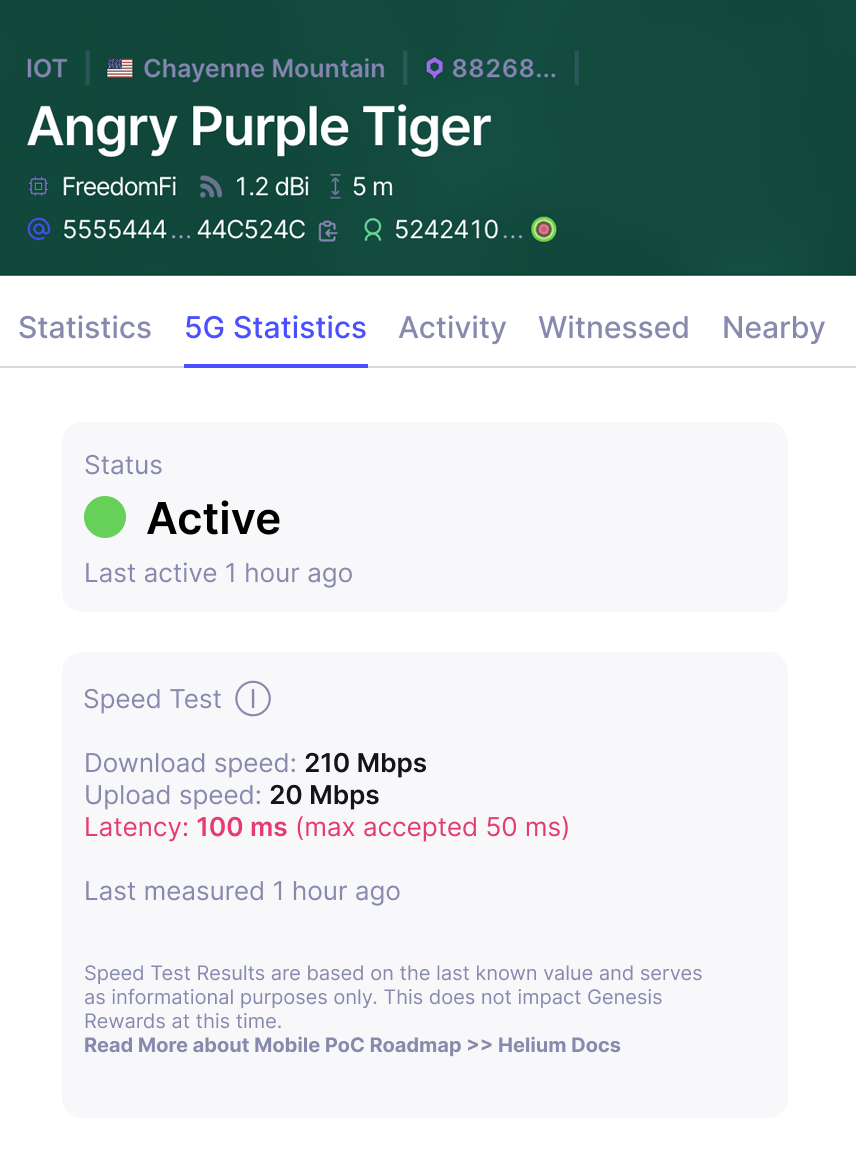 IOT | Chayenne Mountain | 88268... |
Angry Purple Tiger
FreedomFi 1.2 dBi 5 m
@ 5555444...44C524C 5242410...
Statistics 5G Statistics Activity Witnessed Nearby
Status
Active
Last active 1 hour ago
Speed Test
Download speed: 210 Mbps
Upload speed: 20 Mbps
Latency: 100 ms (max accepted 50 ms)
Last measured 1 hour ago
Speed Test Results are based on the last known value and serves
as informational purposes only. This does not impact Genesis
Rewards at this time.
Read More about Mobile PoC Roadmap >> Helium Docs